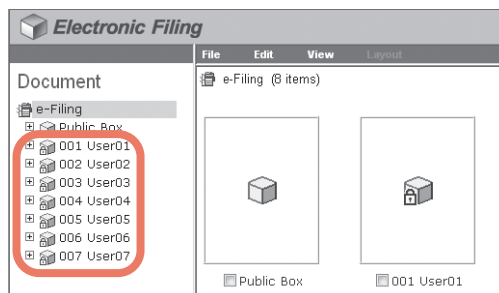 Electronic Filing
File Edit View Layout
Document
e-Filing
Public Box
001 User01
002 User02
003 User03
004 User04
005 User05
006 User06
007 User07
e-Filing (8 items)
Public Box
001 User01